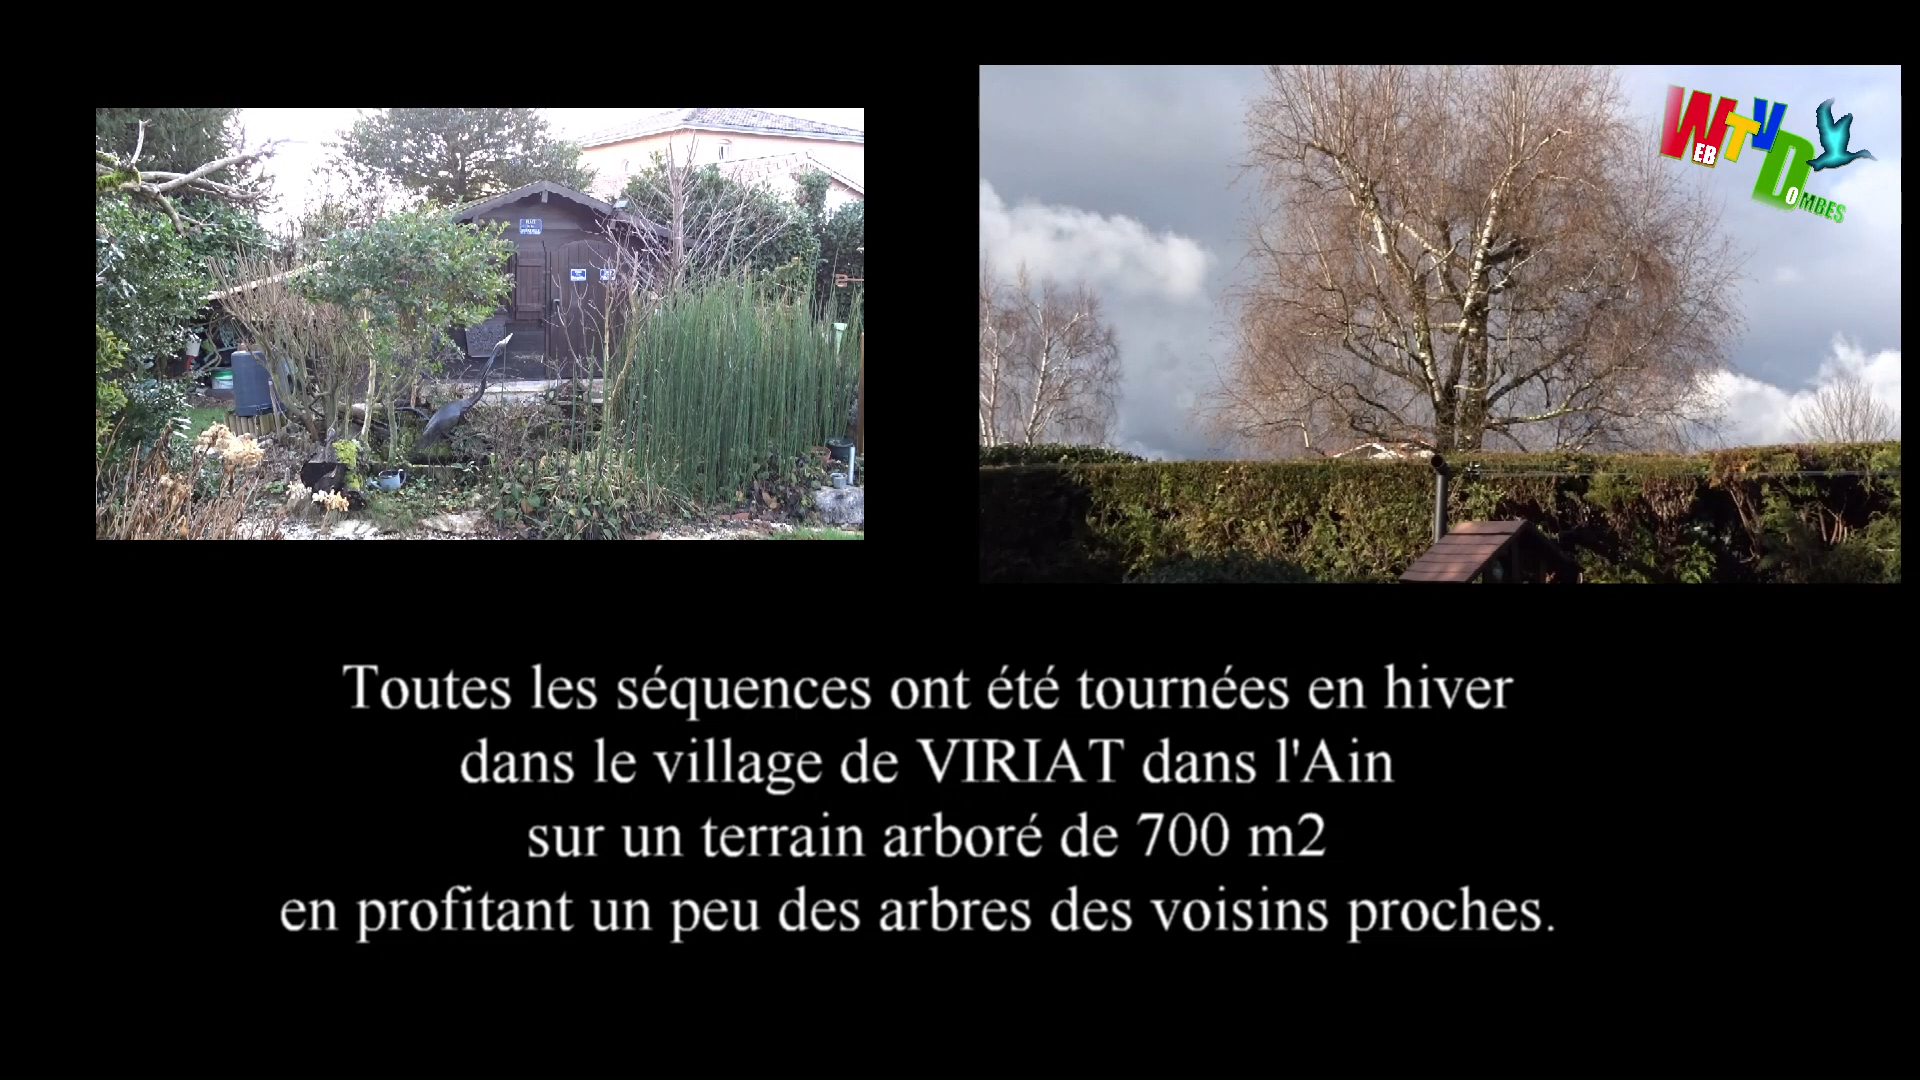 WEB TV DOMBES
Toutes les séquences ont été tournées en hiver
dans le village de VIRIAT dans l'Ain
sur un terrain arboré de 700 m2
en profitant un peu des arbres des voisins proches.